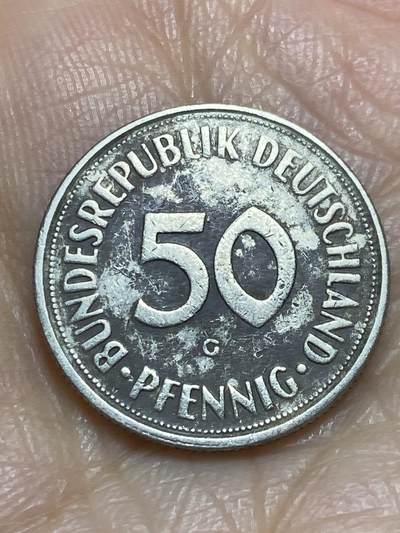 BUNDESREPUBLIK DEUTSCHLAND
50
G
·PFENNIG·